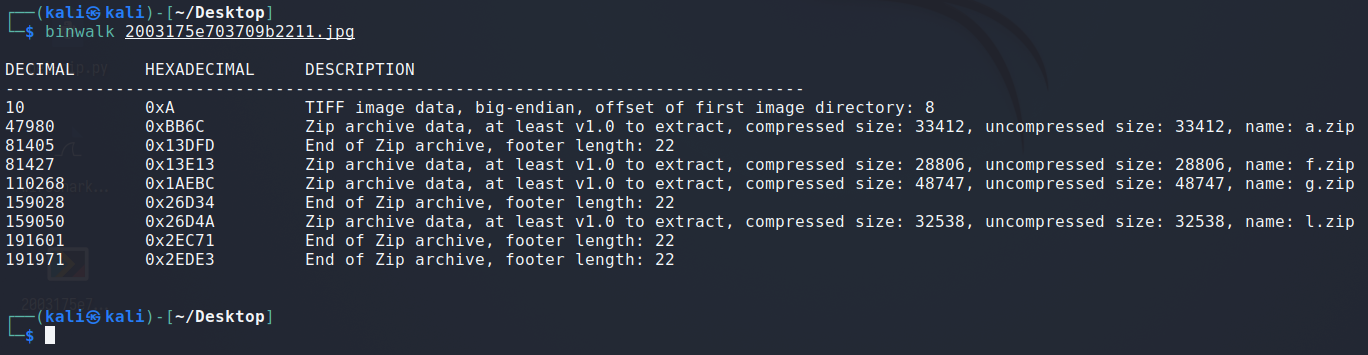 ┌──(kali㉿kali)-[~/Desktop]
└─$ binwalk 2003175e703709b2211.jpg
DECIMAL       HEXADECIMAL     DESCRIPTION
--------------------------------------------------------------------------------
10            0xA             TIFF image data, big-endian, offset of first image directory: 8
47980         0xBB6C          Zip archive data, at least v1.0 to extract, compressed size: 33412, uncompressed size: 33412, name: a.zip
81405         0x13DFD         End of Zip archive, footer length: 22
81427         0x13E13         Zip archive data, at least v1.0 to extract, compressed size: 28806, uncompressed size: 28806, name: f.zip
110268        0x1AEBC         Zip archive data, at least v1.0 to extract, compressed size: 48747, uncompressed size: 48747, name: g.zip
159028        0x26D34         End of Zip archive, footer length: 22
159050        0x26D4A         Zip archive data, at least v1.0 to extract, compressed size: 32538, uncompressed size: 32538, name: l.zip
191601        0x2EC71         End of Zip archive, footer length: 22
191971        0x2EDE3         End of Zip archive, footer length: 22
┌──(kali㉿kali)-[~/Desktop]
└─$